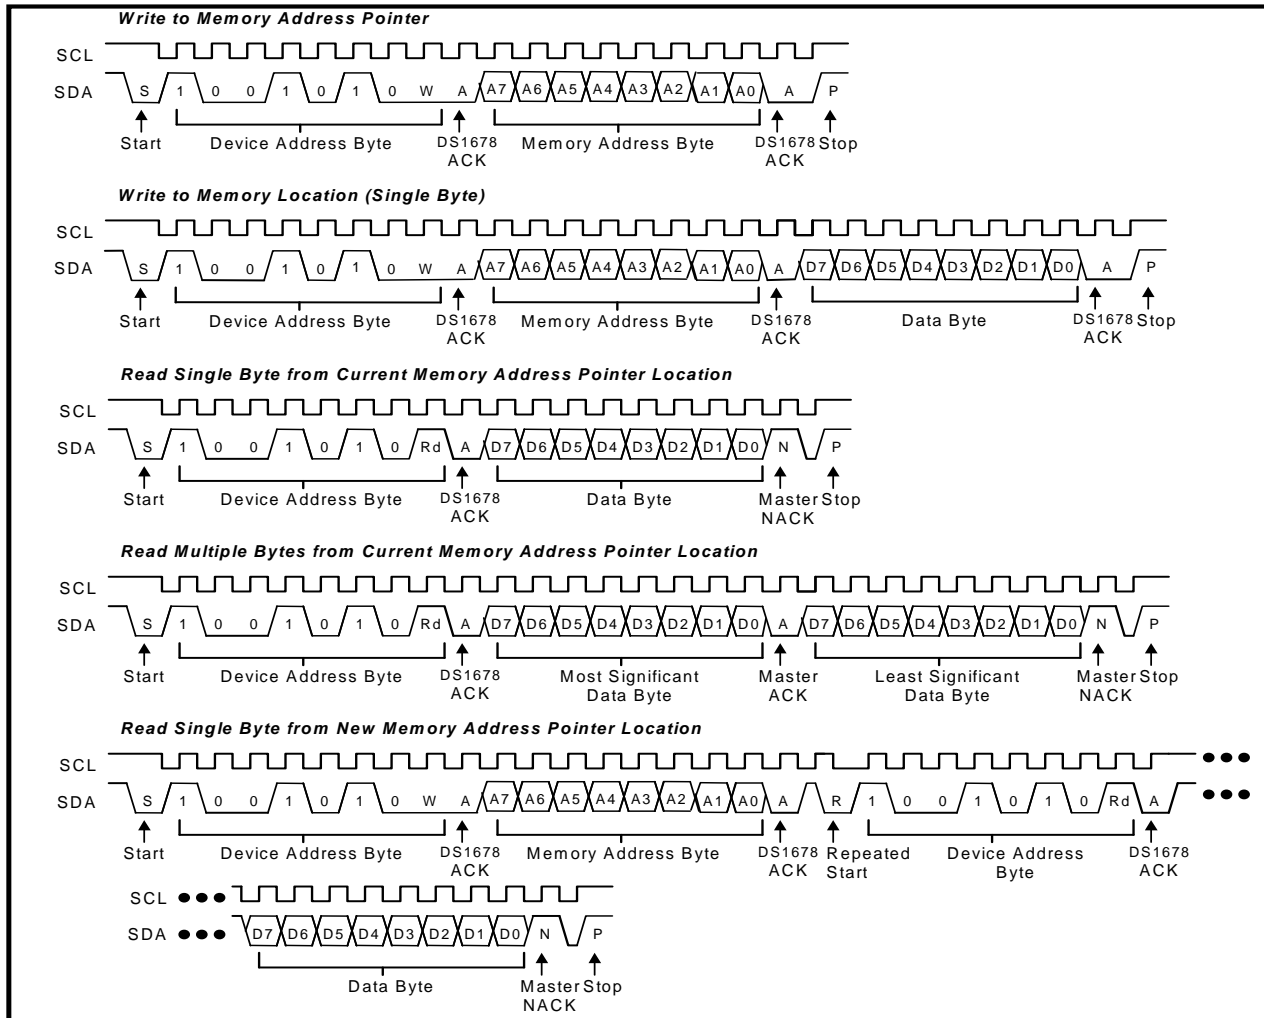 Write to Memory Address Pointer
SCL
SDA S 1 0 0 1 0 1 0 W A A7 A6 A5 A4 A3 A2 A1 A0 A P
Start Device Address Byte DS1678 ACK Memory Address Byte DS1678 ACK Stop
Write to Memory Location (Single Byte)
SCL
SDA S 1 0 0 1 0 1 0 W A A7 A6 A5 A4 A3 A2 A1 A0 A D7 D6 D5 D4 D3 D2 D1 D0 A P
Start Device Address Byte DS1678 ACK Memory Address Byte DS1678 ACK Data Byte DS1678 ACK Stop
Read Single Byte from Current Memory Address Pointer Location
SCL
SDA S 1 0 0 1 0 1 0 Rd A D7 D6 D5 D4 D3 D2 D1 D0 N P
Start Device Address Byte DS1678 ACK Data Byte Master NACK Stop
Read Multiple Bytes from Current Memory Address Pointer Location
SCL
SDA S 1 0 0 1 0 1 0 Rd A D7 D6 D5 D4 D3 D2 D1 D0 A D7 D6 D5 D4 D3 D2 D1 D0 N P
Start Device Address Byte DS1678 ACK Most Significant Data Byte Master ACK Least Significant Data Byte Master NACK Stop
Read Single Byte from New Memory Address Pointer Location
SCL
SDA S 1 0 0 1 0 1 0 W A A7 A6 A5 A4 A3 A2 A1 A0 A R 1 0 0 1 0 1 0 Rd A
Start Device Address Byte DS1678 ACK Memory Address Byte DS1678 ACK Repeated Start Device Address Byte DS1678 ACK
SCL
SDA D7 D6 D5 D4 D3 D2 D1 D0 N P
Data Byte Master NACK Stop